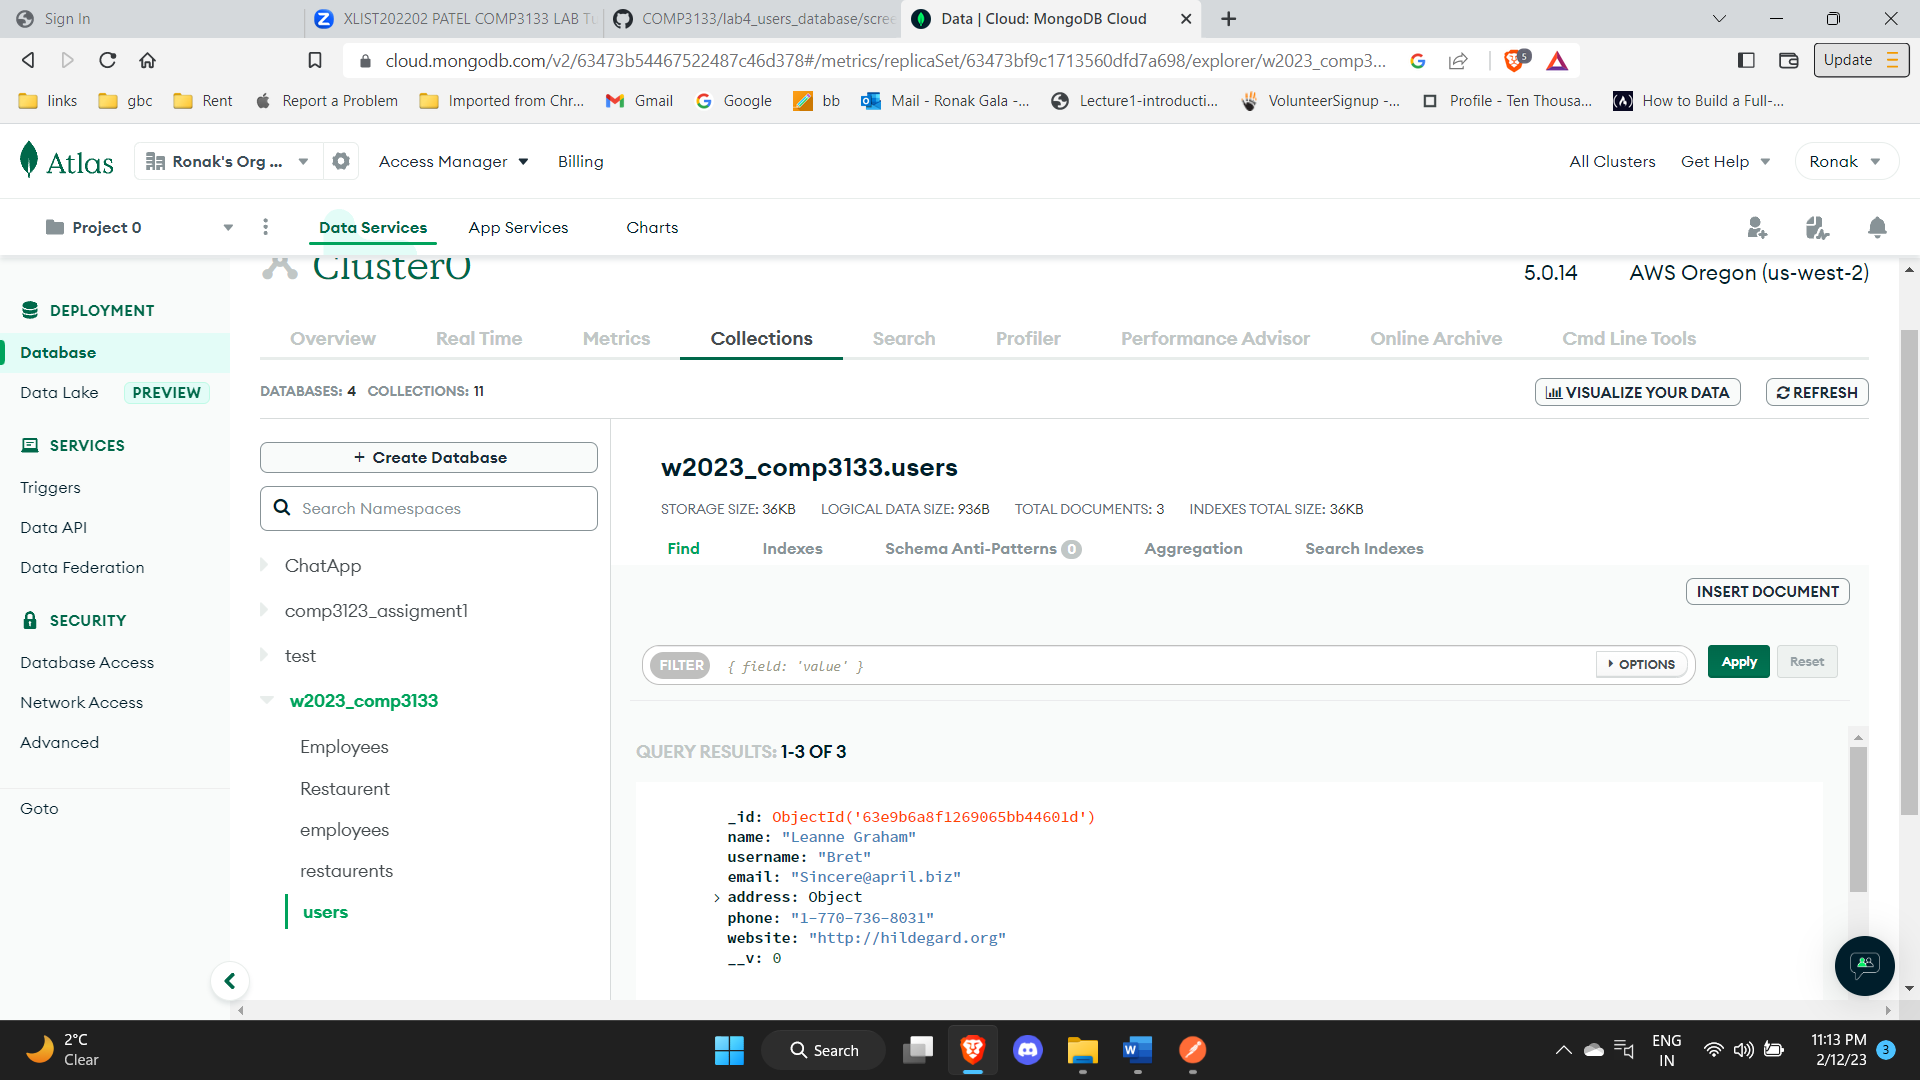 Sign In
XLIST202202 PATEL COMP3133 LAB Tu
COMP3133/lab4_users_database/scree
Data | Cloud: MongoDB Cloud
cloud.mongodb.com/v2/63473b54467522487c46d378#/metrics/replicaSet/63473bf9c1713560dfd7a698/explorer/w2023_comp3...
5
Update
links
gbc
Rent
Report a Problem
Imported from Chr...
Gmail
Google
bb
Mail - Ronak Gala -...
Lecture1-introducti...
VolunteerSignup -...
Profile - Ten Thousa...
How to Build a Full-...
Atlas
Ronak's Org ...
Access Manager
Billing
All Clusters
Get Help
Ronak
Project 0
Data Services
App Services
Charts
Cluster0
5.0.14
AWS Oregon (us-west-2)
DEPLOYMENT
Database
Data Lake
PREVIEW
SERVICES
Triggers
Data API
Data Federation
SECURITY
Database Access
Network Access
Advanced
Goto
Overview
Real Time
Metrics
Collections
Search
Profiler
Performance Advisor
Online Archive
Cmd Line Tools
DATABASES: 4 COLLECTIONS: 11
VISUALIZE YOUR DATA
REFRESH
+ Create Database
Search Namespaces
ChatApp
comp3123_assigment1
test
w2023_comp3133
Employees
Restaurent
employees
restaurents
users
w2023_comp3133.users
STORAGE SIZE: 36KB LOGICAL DATA SIZE: 936B TOTAL DOCUMENTS: 3 INDEXES TOTAL SIZE: 36KB
Find
Indexes
Schema Anti-Patterns 0
Aggregation
Search Indexes
INSERT DOCUMENT
FILTER
{ field: 'value' }
OPTIONS
Apply
Reset
QUERY RESULTS: 1-3 OF 3
_id: ObjectId('63e9b6a8f1269065bb44601d')
name: "Leanne Graham"
username: "Bret"
email: "Sincere@april.biz"
address: Object
phone: "1-770-736-8031"
website: "http://hildegard.org"
__v: 0
2°C
Clear
Search
ENG
IN
11:13 PM
2/12/23
3